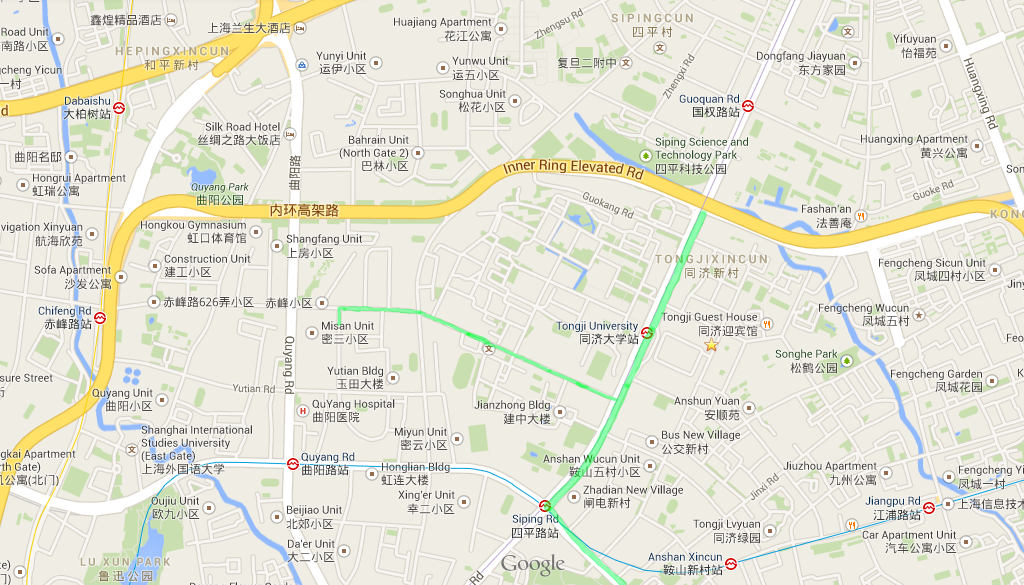 鑫煌精品酒店
Road Unit
南路小区
上海兰生大酒店
Huajiang Apartment
花江公寓
Zhengsu Rd
SIPINGCUN
四平村
Yifuyuan
怡福苑
HEPINGXINCUN
和平新村
Yunyi Unit
运伊小区
Yunwu Unit
运五小区
复旦二附中
Zhengxi Rd
Dongfang Jiayuan
东方家园
Huangxing Rd
gcheng Yicun
一村
Dabaishu
大柏树站
Songhua Unit
松花小区
Guoquan Rd
国权路站
Silk Road Hotel
丝绸之路大饭店
Bahrain Unit
(North Gate 2)
巴林小区
Siping Science and
Technology Park
四平科技公园
Huangxing Apartment
黄兴公寓
曲阳名邸
Hongrui Apartment
虹瑞公寓
曲阳路
Quyang Park
曲阳公园
Inner Ring Elevated Rd
内环高架路
Guokang Rd
Guoke Rd
Fashan'an
法善庵
KONG
vigation Xinyuan
航海欣苑
Hongkou Gymnasium
虹口体育馆
Shangfang Unit
上房小区
Construction Unit
建工小区
TONGJIXINCUN
同济新村
Fengcheng Sicun Unit
凤城四村小区
Sofa Apartment
沙发公寓
赤峰路626弄小区
赤峰小区
Chifeng Rd
赤峰路站
Misan Unit
密三小区
Tongji University
同济大学站
Tongji Guest House
同济迎宾馆
Fengcheng Wucun
凤城五村
Quyang Rd
Yutian Bldg
玉田大楼
Songhe Park
松鹤公园
Fengcheng Garden
凤城花园
sure Street
Yutian Rd
Quyang Unit
曲阳小区
QuYang Hospital
曲阳医院
Jianzhong Bldg
建中大楼
Anshun Yuan
安顺苑
Shanghai International
Studies University
(East Gate)
上海外国语大学
Miyun Unit
密云小区
Bus New Village
公交新村
gkai Apartment
th Gate)
几公寓(北门)
Quyang Rd
曲阳路站
Honglian Bldg
虹连大楼
Anshan Wucun Unit
鞍山五村小区
Jiuzhou Apartment
九州公寓
Fengcheng Yi
凤城一村
Oujiu Unit
欧九小区
Xing'er Unit
幸二小区
Zhadian New Village
闸电新村
Jinxi Rd
Jiangpu Rd
江浦路站
上海信息技
Beijiao Unit
北郊小区
Siping Rd
四平路站
Tongji Lvyuan
同济绿园
Car Apartment Unit
汽车公寓小区
Da'er Unit
大二小区
LU XUN PARK
鲁迅公园
Google
Anshan Xincun
鞍山新村站